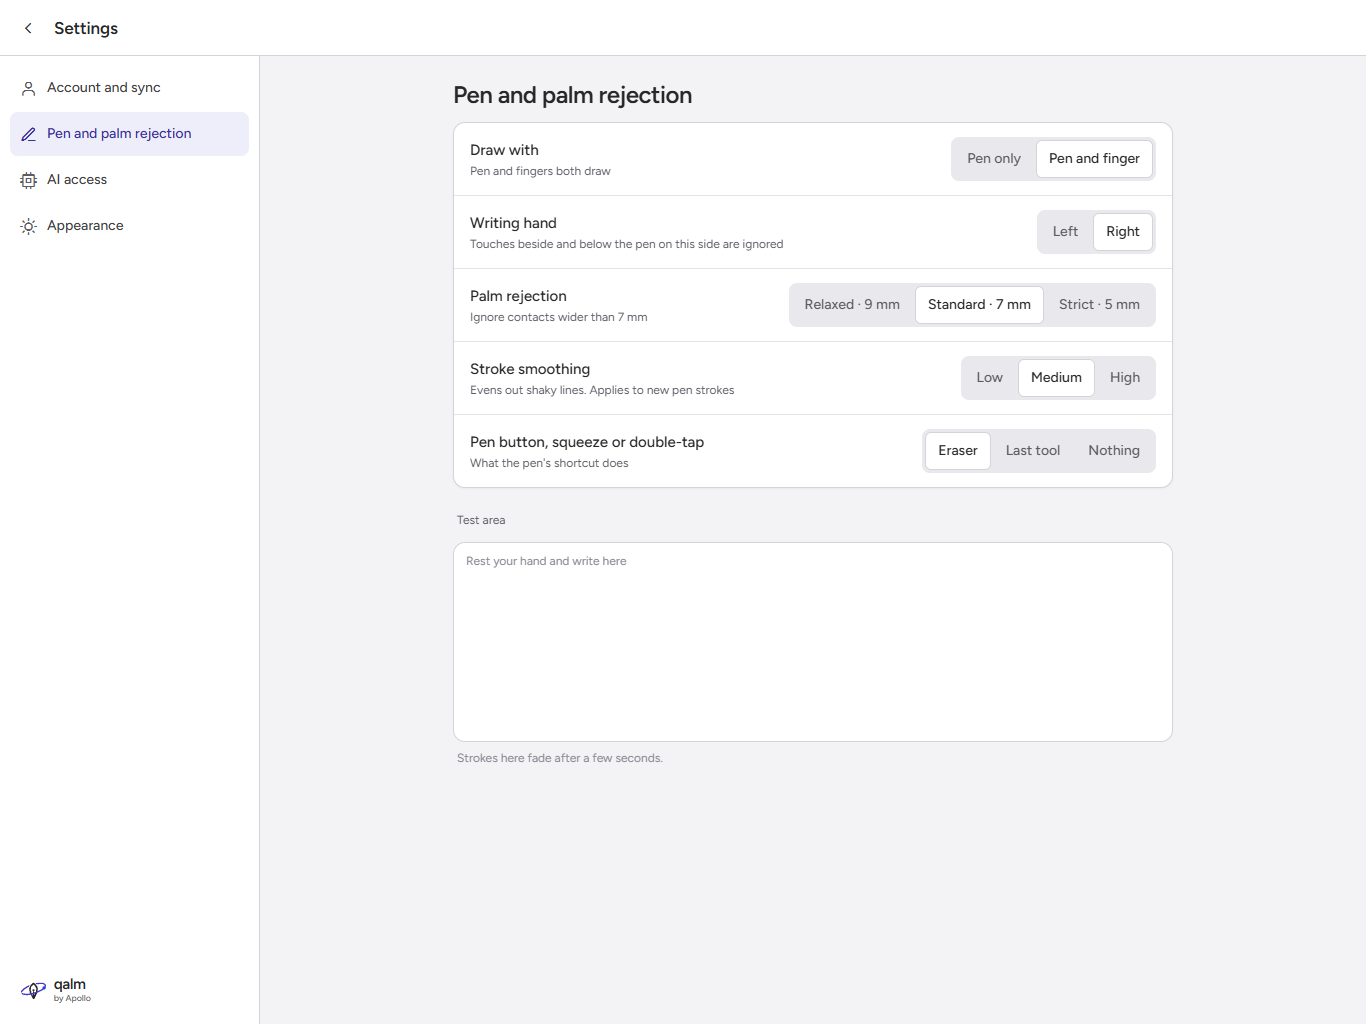 Settings
Account and sync
Pen and palm rejection
AI access
Appearance
Pen and palm rejection
Draw with
Pen and fingers both draw
Pen only
Pen and finger
Writing hand
Touches beside and below the pen on this side are ignored
Left
Right
Palm rejection
Ignore contacts wider than 7 mm
Relaxed · 9 mm
Standard · 7 mm
Strict · 5 mm
Stroke smoothing
Evens out shaky lines. Applies to new pen strokes
Low
Medium
High
Pen button, squeeze or double-tap
What the pen's shortcut does
Eraser
Last tool
Nothing
Test area
Rest your hand and write here
Strokes here fade after a few seconds.
qalm
by Apollo